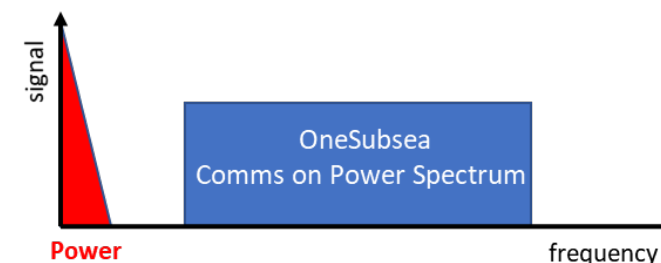 signal
OneSubsea
Comms on Power Spectrum
Power
frequency